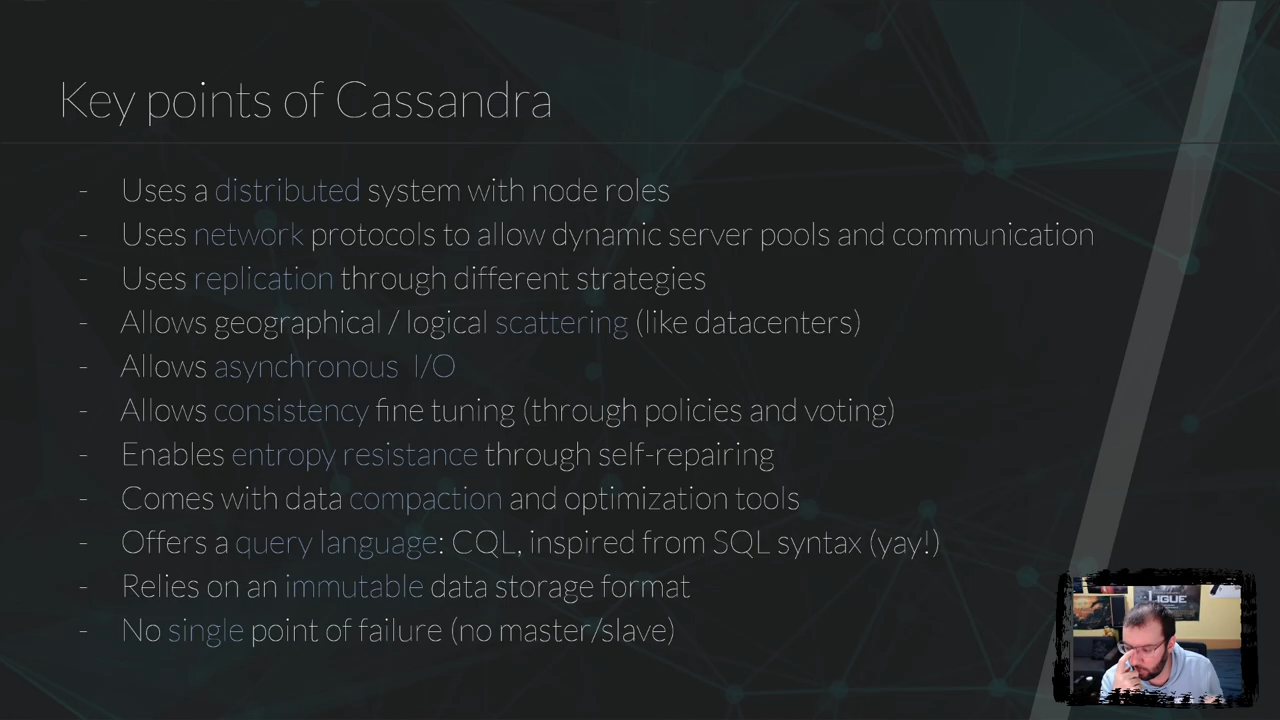 Key points of Cassandra
- Uses a distributed system with node roles
- Uses network protocols to allow dynamic server pools and communication
- Uses replication through different strategies
- Allows geographical / logical scattering (like datacenters)
- Allows asynchronous I/O
- Allows consistency fine tuning (through policies and voting)
- Enables entropy resistance through self-repairing
- Comes with data compaction and optimization tools
- Offers a query language: CQL, inspired from SQL syntax (yay!)
- Relies on an immutable data storage format
- No single point of failure (no master/slave)
LIGUE